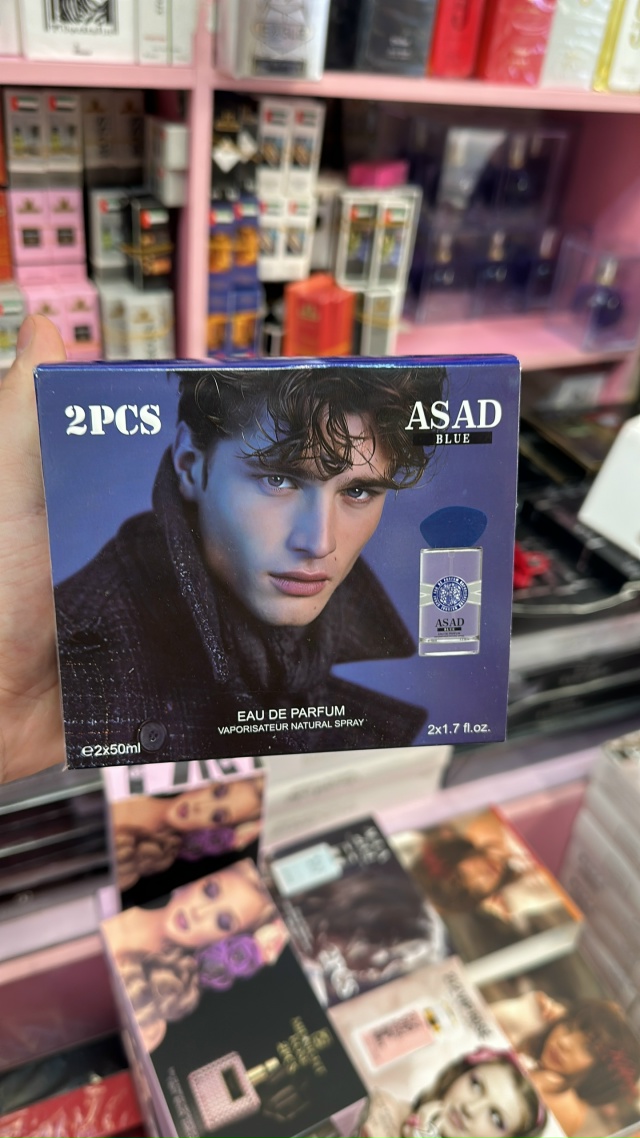 2PCS
ASAD
BLUE
ASAD
EAU DE PARFUM
VAPORISATEUR NATURAL SPRAY
℮2x50ml
2x1.7 fl.oz.